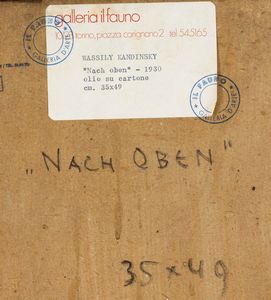 galleria il fauno
torino, piazza carignano 2 tel 545165
WASSILY KANDINSKY
"Nach oben" - 1930
olio su cartone
cm. 35x49
IL FAUNO
GALLERIA D'ARTE
IL FAUNO
GALLERIA D'ARTE
"NACH OBEN"
35x49